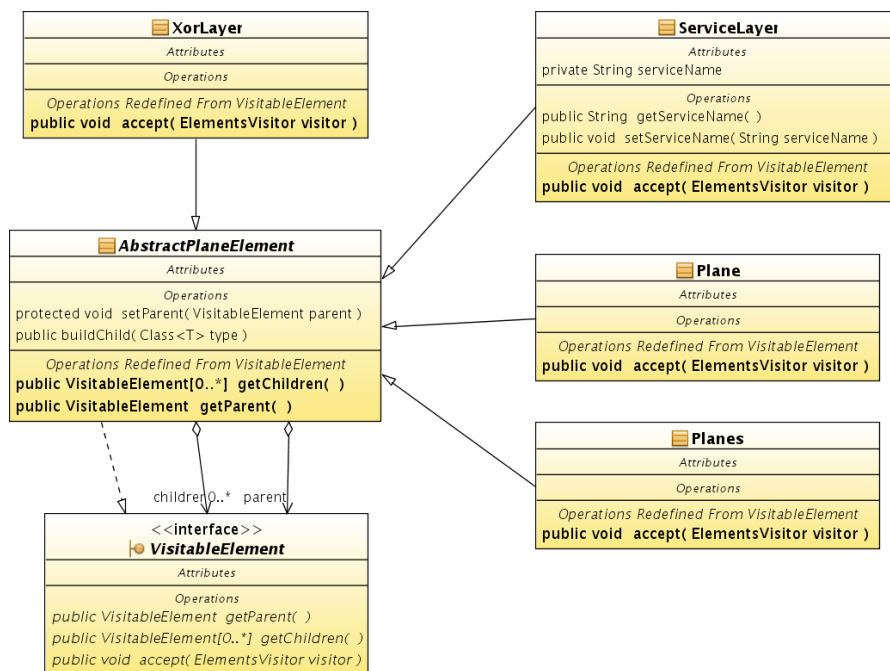 XorLayer
Attributes
Operations
Operations Redefined From VisitableElement
public void accept( ElementsVisitor visitor )
ServiceLayer
Attributes
private String serviceName
Operations
public String getServiceName( )
public void setServiceName( String serviceName )
Operations Redefined From VisitableElement
public void accept( ElementsVisitor visitor )
AbstractPlaneElement
Attributes
Operations
protected void setParent( VisitableElement parent )
public buildChild( Class<T> type )
Operations Redefined From VisitableElement
public VisitableElement[0..*] getChildren( )
public VisitableElement getParent( )
Plane
Attributes
Operations
Operations Redefined From VisitableElement
public void accept( ElementsVisitor visitor )
Planes
Attributes
Operations
Operations Redefined From VisitableElement
public void accept( ElementsVisitor visitor )
children 0..* parent
<<interface>>
VisitableElement
Attributes
Operations
public VisitableElement getParent( )
public VisitableElement[0..*] getChildren( )
public void accept( ElementsVisitor visitor )